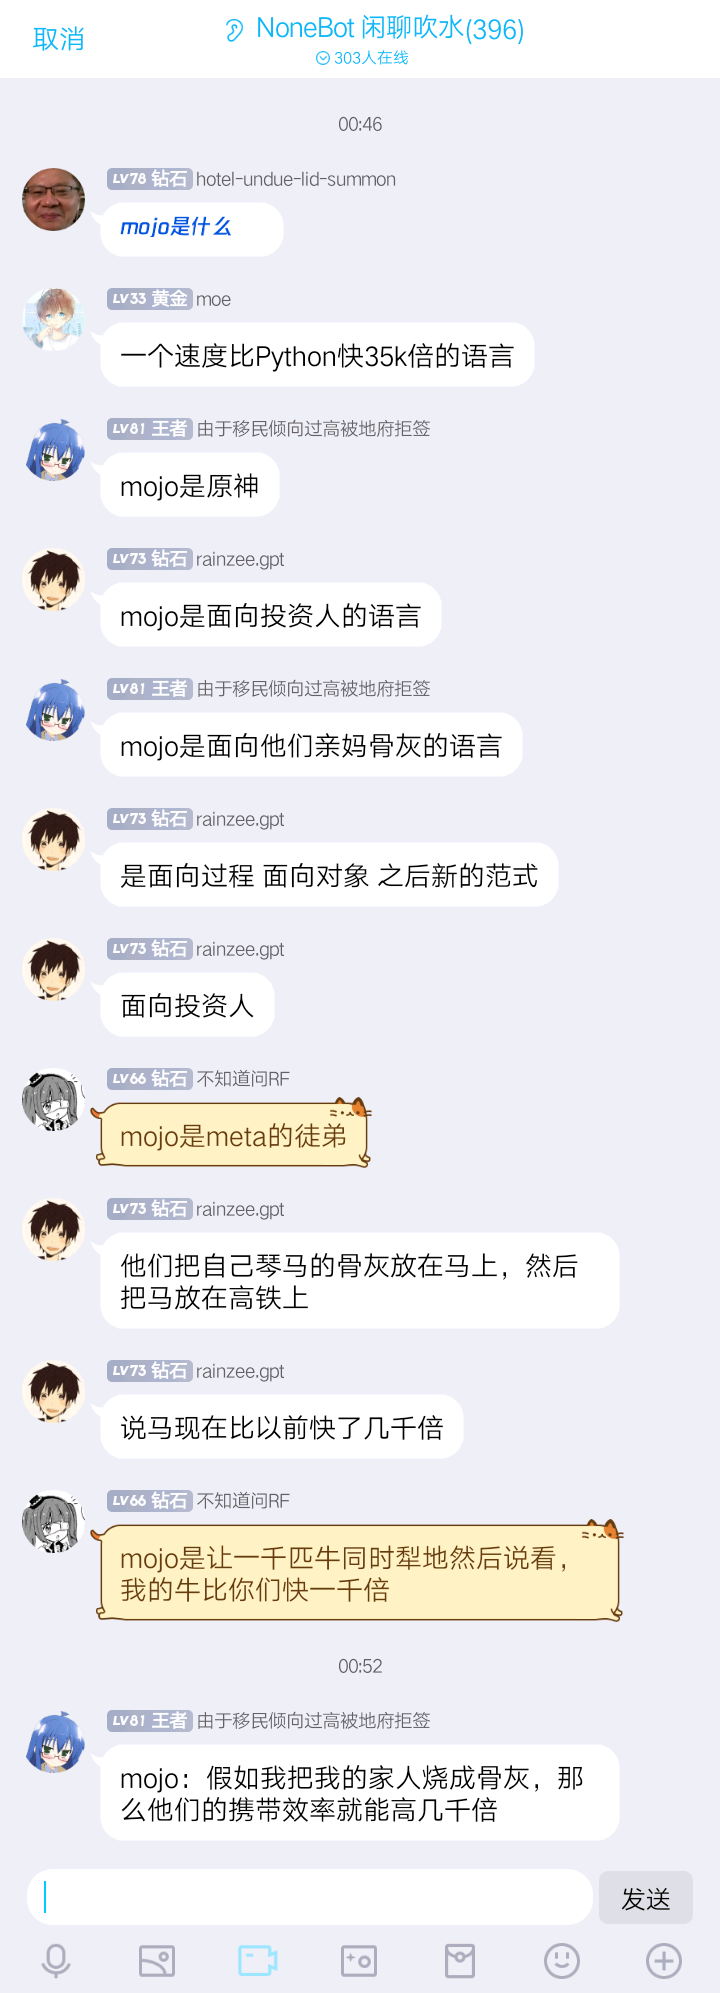 取消
NoneBot 闲聊吹水(396)
303人在线
00:46
LV78 钻石 hotel-undue-lid-summon
mojo是什么
LV33 黄金 moe
一个速度比Python快35k倍的语言
LV81 王者 由于移民倾向过高被地府拒签
mojo是原神
LV73 钻石 rainzee.gpt
mojo是面向投资人的语言
LV81 王者 由于移民倾向过高被地府拒签
mojo是面向他们亲妈骨灰的语言
LV73 钻石 rainzee.gpt
是面向过程 面向对象 之后新的范式
LV73 钻石 rainzee.gpt
面向投资人
LV66 钻石 不知道问RF
mojo是meta的徒弟
LV73 钻石 rainzee.gpt
他们把自己琴马的骨灰放在马上，然后
把马放在高铁上
LV73 钻石 rainzee.gpt
说马现在比以前快了几千倍
LV66 钻石 不知道问RF
mojo是让一千匹牛同时犁地然后说看，
我的牛比你们快一千倍
00:52
LV81 王者 由于移民倾向过高被地府拒签
mojo：假如我把我的家人烧成骨灰，那
么他们的携带效率就能高几千倍
发送